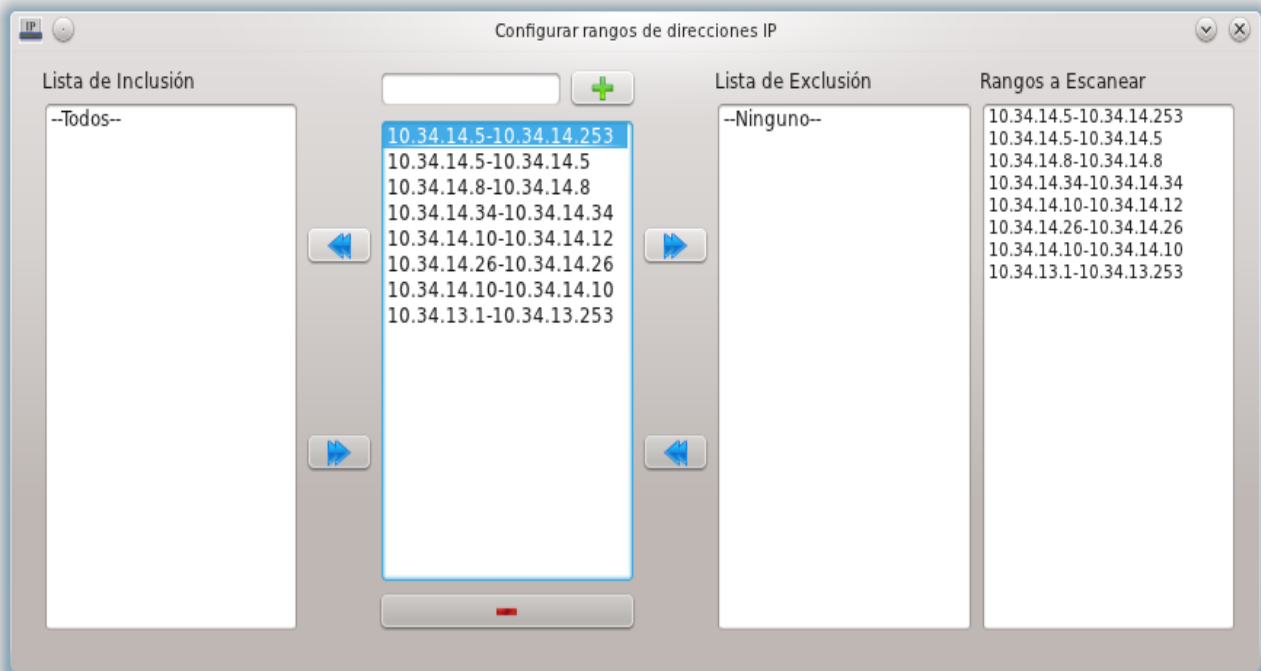 IP
Configurar rangos de direcciones IP
Lista de Inclusión
--Todos--
10.34.14.5-10.34.14.253
10.34.14.5-10.34.14.5
10.34.14.8-10.34.14.8
10.34.14.34-10.34.14.34
10.34.14.10-10.34.14.12
10.34.14.26-10.34.14.26
10.34.14.10-10.34.14.10
10.34.13.1-10.34.13.253
Lista de Exclusión
--Ninguno--
Rangos a Escanear
10.34.14.5-10.34.14.253
10.34.14.5-10.34.14.5
10.34.14.8-10.34.14.8
10.34.14.34-10.34.14.34
10.34.14.10-10.34.14.12
10.34.14.26-10.34.14.26
10.34.14.10-10.34.14.10
10.34.13.1-10.34.13.253